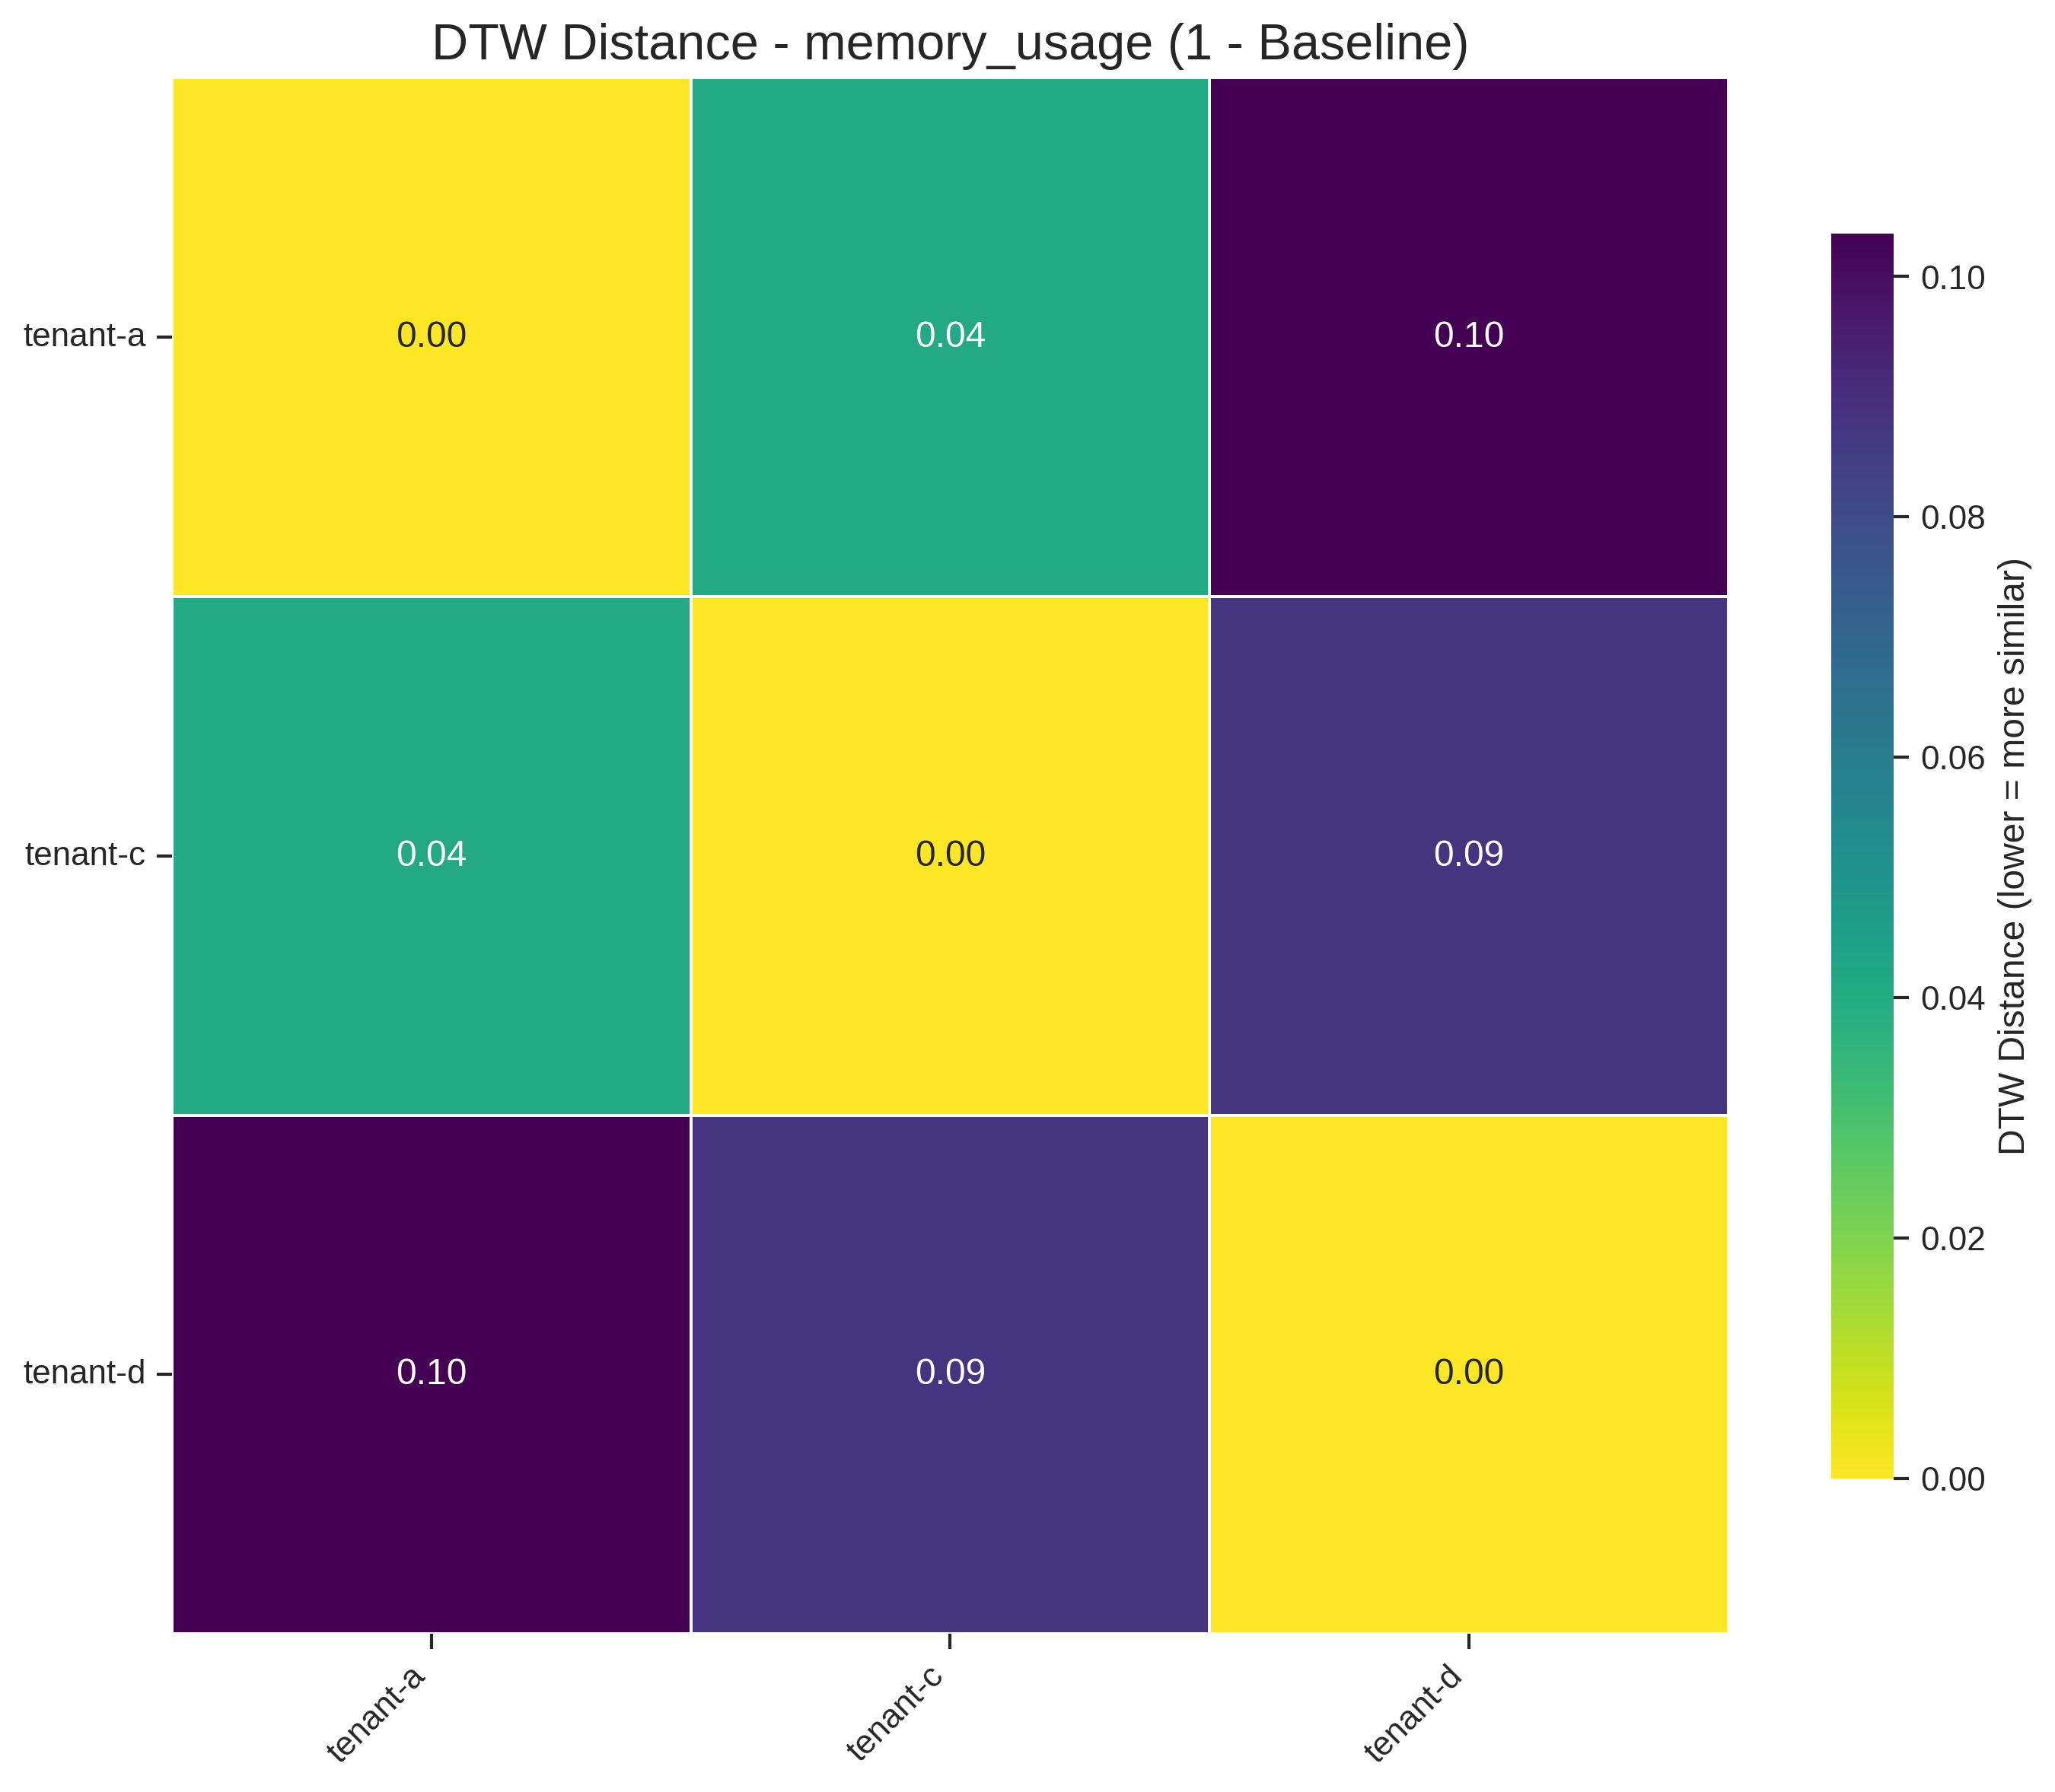 DTW Distance - memory_usage (1 - Baseline)
tenant-a
0.00
0.04
0.10
tenant-c
0.04
0.00
0.09
tenant-d
0.10
0.09
0.00
tenant-a
tenant-c
tenant-d
0.10
0.08
0.06
0.04
0.02
0.00
DTW Distance (lower = more similar)